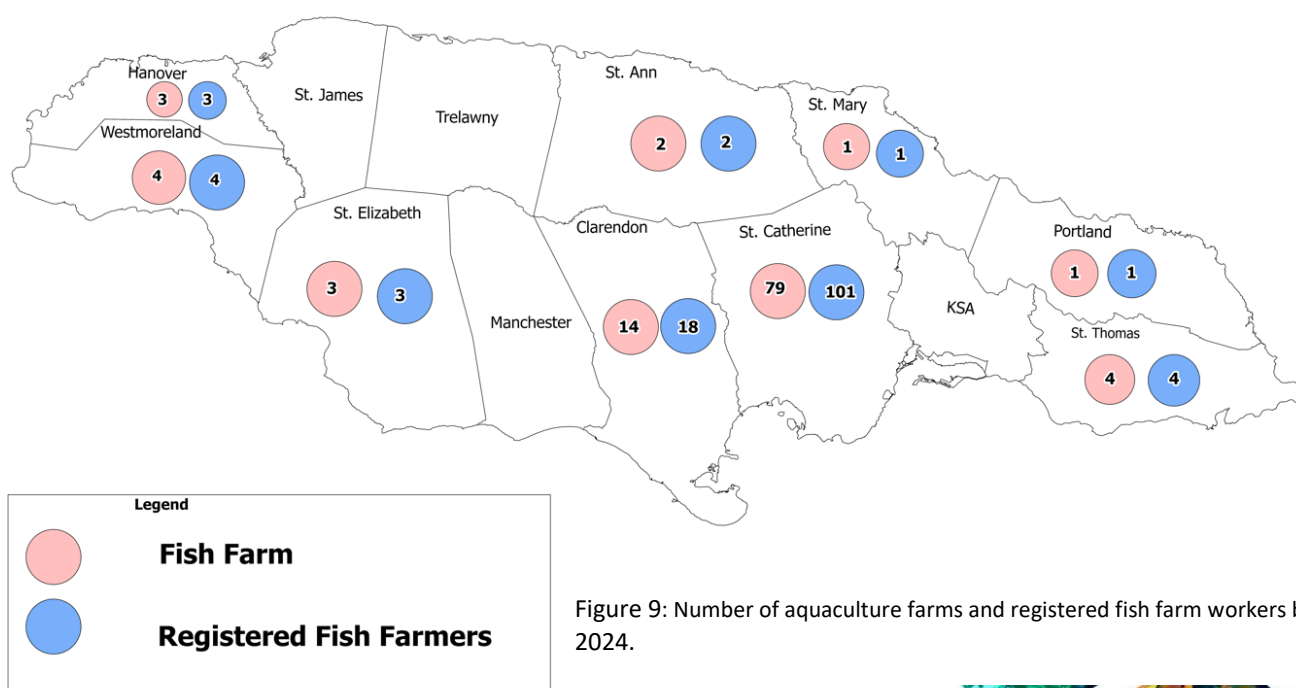 Hanover
3 3
Westmoreland
4 4
St. James
Trelawny
St. Ann
2 2
St. Mary
1 1
St. Elizabeth
3 3
Manchester
Clarendon
14 18
St. Catherine
79 101
KSA
Portland
1 1
St. Thomas
4 4
Legend
Fish Farm
Registered Fish Farmers
Figure 9: Number of aquaculture farms and registered fish farm workers
2024.